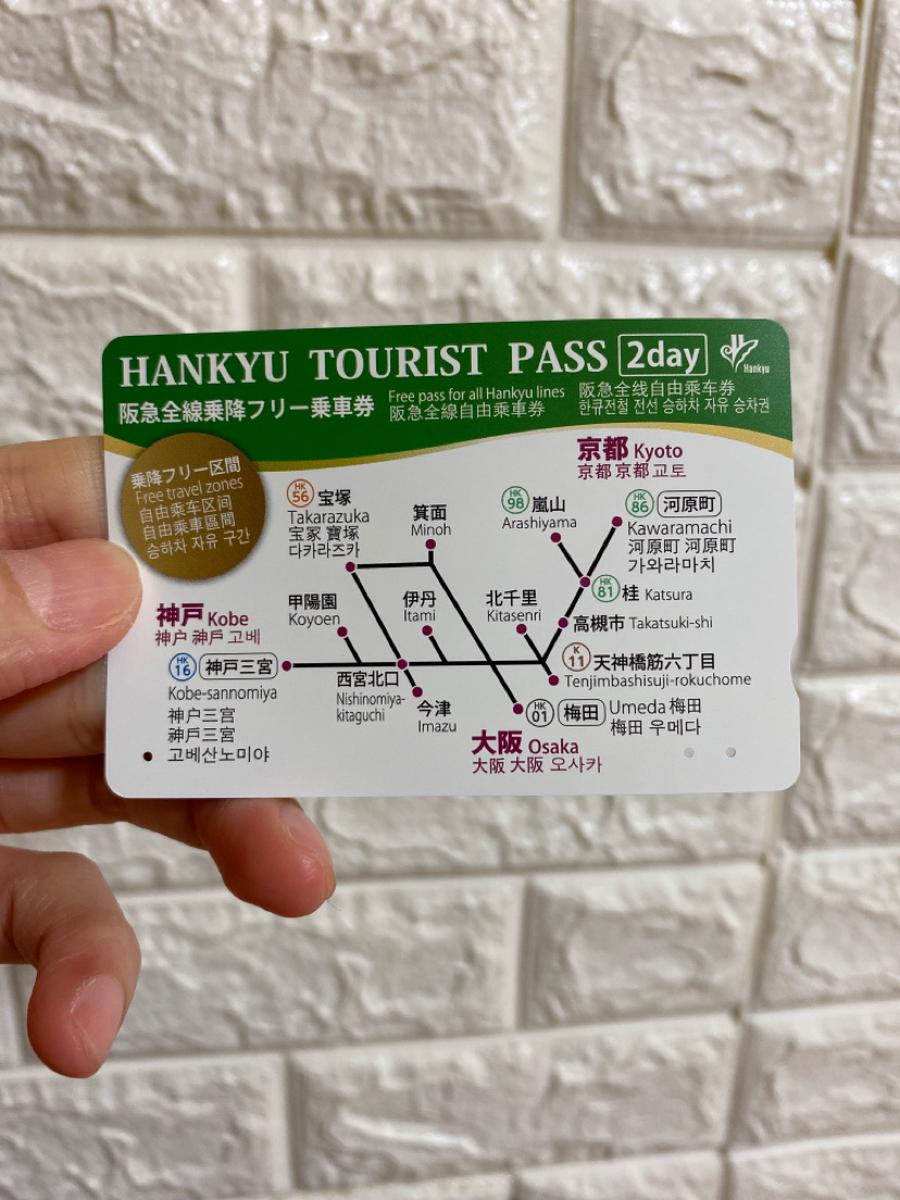 HANKYU TOURIST PASS 2day
Hankyu
阪急全線乗降フリー乗車券
Free pass for all Hankyu lines
阪急全線自由乘車券
阪急全线自由乘车券
한큐전철 전선 승하차 자유 승차권
乗降フリー区間
Free travel zones
自由乘车区间
自由乘車區間
승하차 자유 구간
京都 Kyoto
京都 京都 교토
HK 56 宝塚
Takarazuka
宝冢 寶塚
다카라즈카
箕面
Minoh
HK 98 嵐山
Arashiyama
HK 86 河原町
Kawaramachi
河原町 河原町
가와라마치
HK 81 桂 Katsura
神戸 Kobe
神户 神戶 고베
甲陽園
Koyoen
伊丹
Itami
北千里
Kitasenri
高槻市 Takatsuki-shi
HK 16 神戸三宮
Kobe-sannomiya
神户三宫
神戶三宮
고베산노미야
西宮北口
Nishinomiya-
kitaguchi
今津
Imazu
K 11 天神橋筋六丁目
Tenjimbashisuji-rokuchome
HK 01 梅田 Umeda 梅田
梅田 우메다
大阪 Osaka
大阪 大阪 오사카